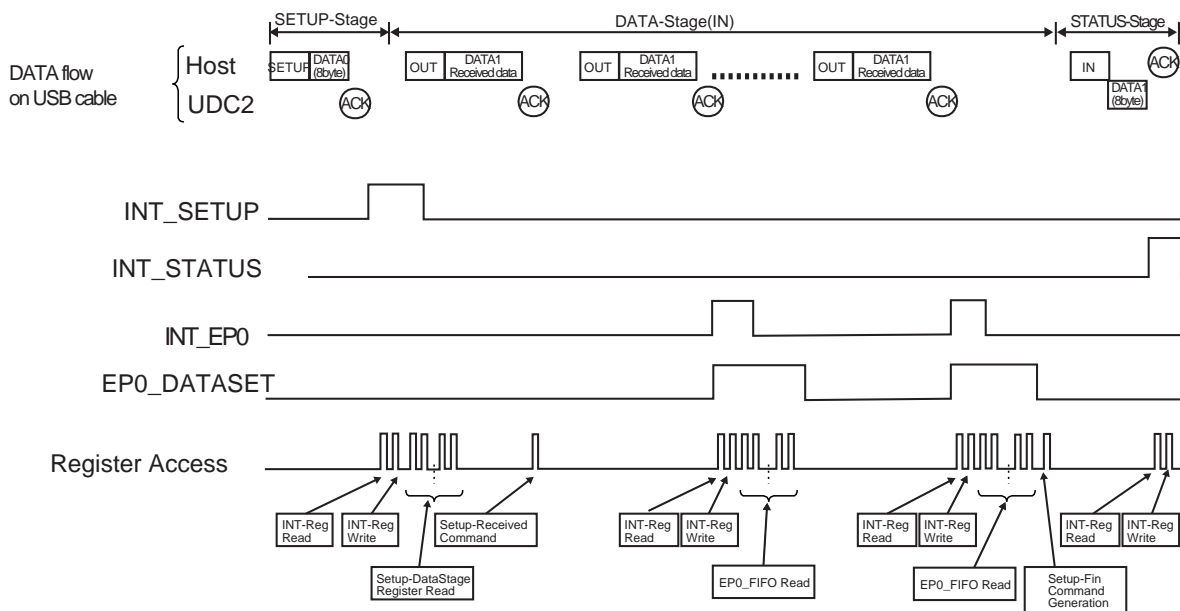 SETUP-Stage
DATA-Stage(IN)
STATUS-Stage
DATA flow
on USB cable
Host
UDC2
SETUP
DATA0
(8byte)
ACK
OUT
DATA1
Received data
ACK
OUT
DATA1
Received data
ACK
OUT
DATA1
Received data
ACK
IN
DATA1
(8byte)
ACK
INT_SETUP
INT_STATUS
INT_EP0
EP0_DATASET
Register Access
INT-Reg
Read
INT-Reg
Write
Setup-DataStage
Register Read
Setup-Received
Command
INT-Reg
Read
INT-Reg
Write
EP0_FIFO Read
INT-Reg
Read
INT-Reg
Write
EP0_FIFO Read
Setup-Fin
Command
Generation
INT-Reg
Read
INT-Reg
Write